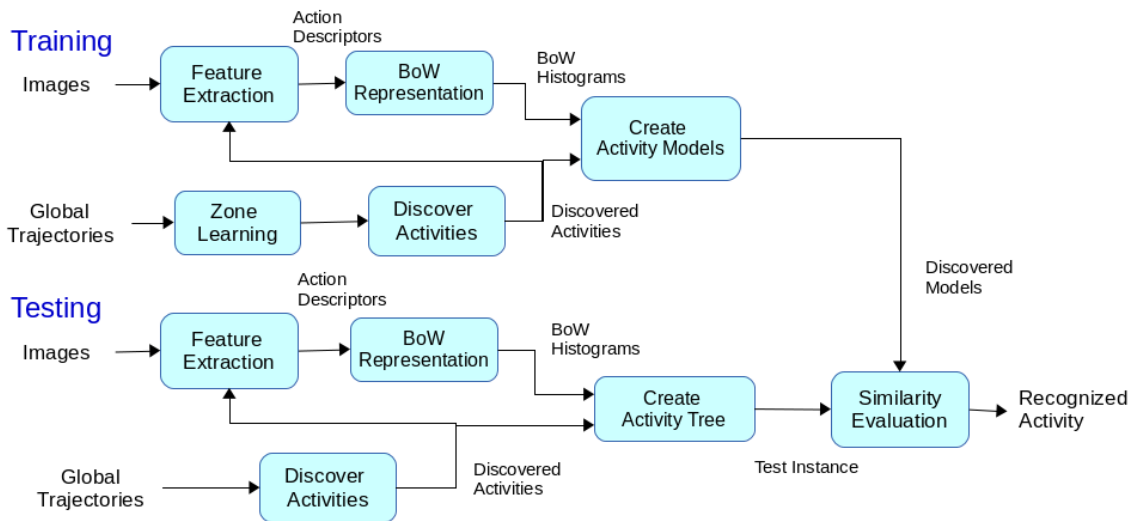 Training
Images
Feature
Extraction
Action
Descriptors
BoW
Representation
BoW
Histograms
Create
Activity Models
Global
Trajectories
Zone
Learning
Discover
Activities
Discovered
Activities
Discovered
Models
Testing
Images
Feature
Extraction
Action
Descriptors
BoW
Representation
BoW
Histograms
Create
Activity Tree
Similarity
Evaluation
Recognized
Activity
Global
Trajectories
Discover
Activities
Discovered
Activities
Test Instance